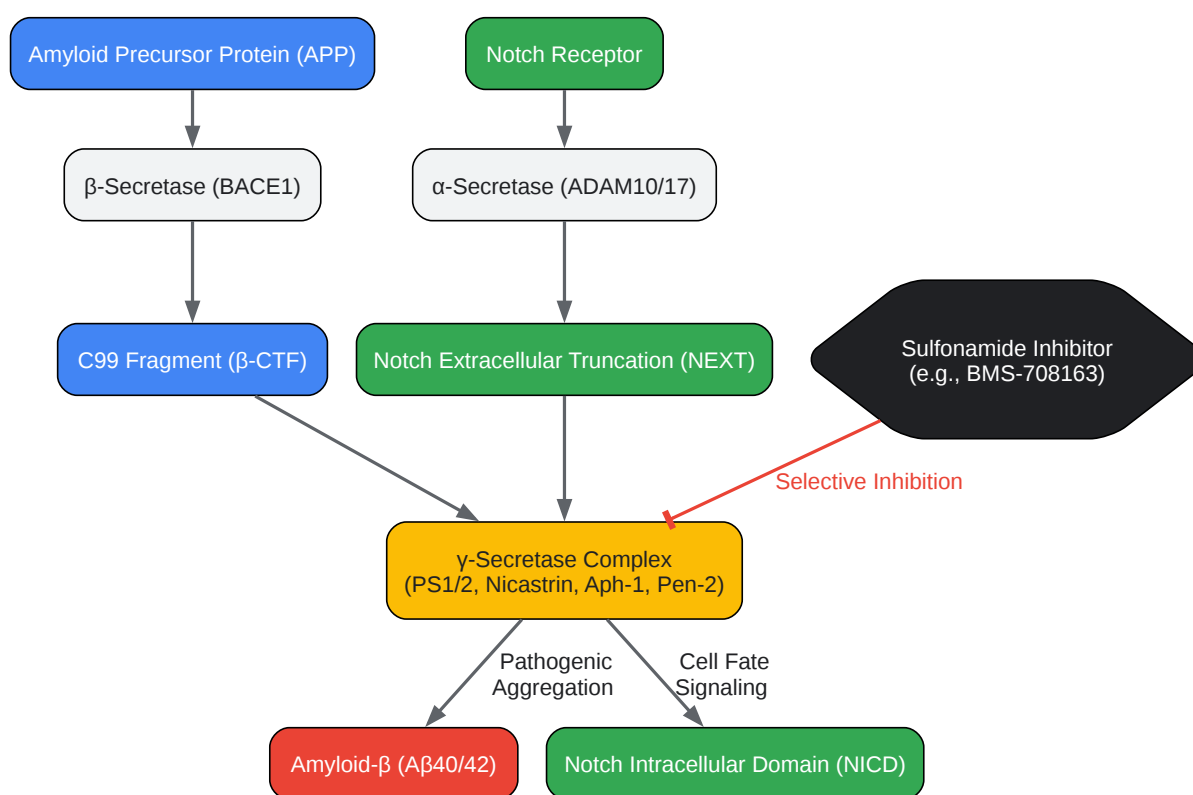 Amyloid Precursor Protein (APP)
Notch Receptor
β-Secretase (BACE1)
α-Secretase (ADAM10/17)
C99 Fragment (β-CTF)
Notch Extracellular Truncation (NEXT)
Sulfonamide Inhibitor
(e.g., BMS-708163)
Selective Inhibition
γ-Secretase Complex
(PS1/2, Nicastrin, Aph-1, Pen-2)
Pathogenic
Aggregation
Cell Fate
Signaling
Amyloid-β (Aβ40/42)
Notch Intracellular Domain (NICD)